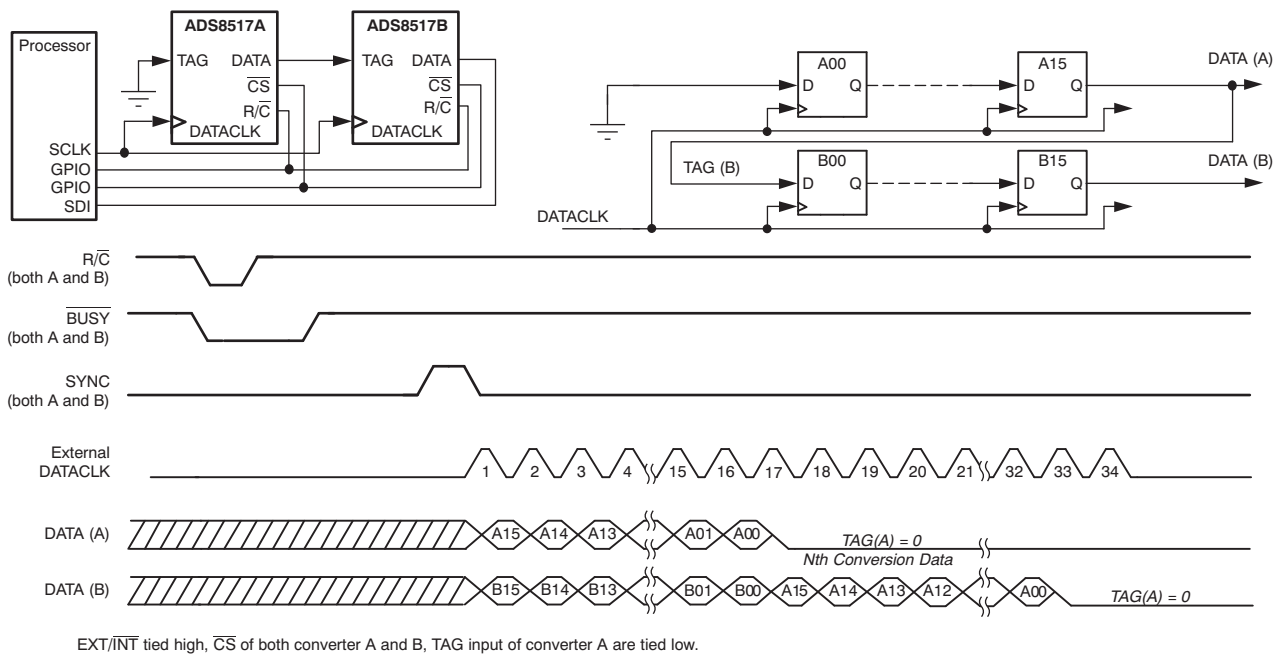 Processor
SCLK
GPIO
GPIO
SDI
ADS8517A
TAG DATA
CS
R/C
DATACLK
ADS8517B
TAG DATA
CS
R/C
DATACLK
A00
D Q
A15
D Q
DATA (A)
TAG (B)
B00
D Q
B15
D Q
DATA (B)
DATACLK
R/C
(both A and B)
BUSY
(both A and B)
SYNC
(both A and B)
External
DATACLK
1 2 3 4 15 16 17 18 19 20 21 32 33 34
DATA (A)
A15 A14 A13 A01 A00 TAG(A) = 0
Nth Conversion Data
DATA (B)
B15 B14 B13 B01 B00 A15 A14 A13 A12 A00 TAG(A) = 0
EXT/INT tied high, CS of both converter A and B, TAG input of converter A are tied low.